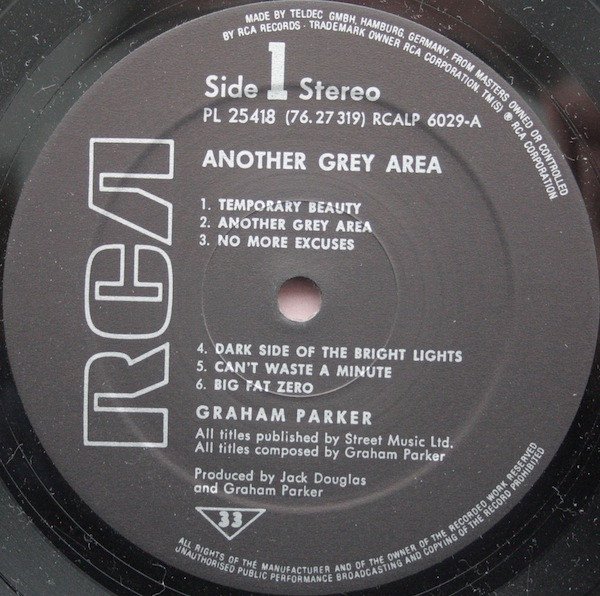 MADE BY TELDEC GMBH, HAMBURG, GERMANY, FROM MASTERS OWNED OR CONTROLLED
BY RCA RECORDS · TRADEMARK OWNER RCA CORPORATION, TM(S) ® RCA CORPORATION
Side 1 Stereo
PL 25418 (76.27 319) RCALP 6029-A
ANOTHER GREY AREA
1. TEMPORARY BEAUTY
2. ANOTHER GREY AREA
3. NO MORE EXCUSES
RCA
4. DARK SIDE OF THE BRIGHT LIGHTS
5. CAN'T WASTE A MINUTE
6. BIG FAT ZERO
GRAHAM PARKER
All titles published by Street Music Ltd.
All titles composed by Graham Parker
Produced by Jack Douglas
and Graham Parker
33
ALL RIGHTS OF THE MANUFACTURER AND OF THE OWNER OF THE RECORDED WORK RESERVED
UNAUTHORISED PUBLIC PERFORMANCE BROADCASTING AND COPYING OF THE RECORD PROHIBITED